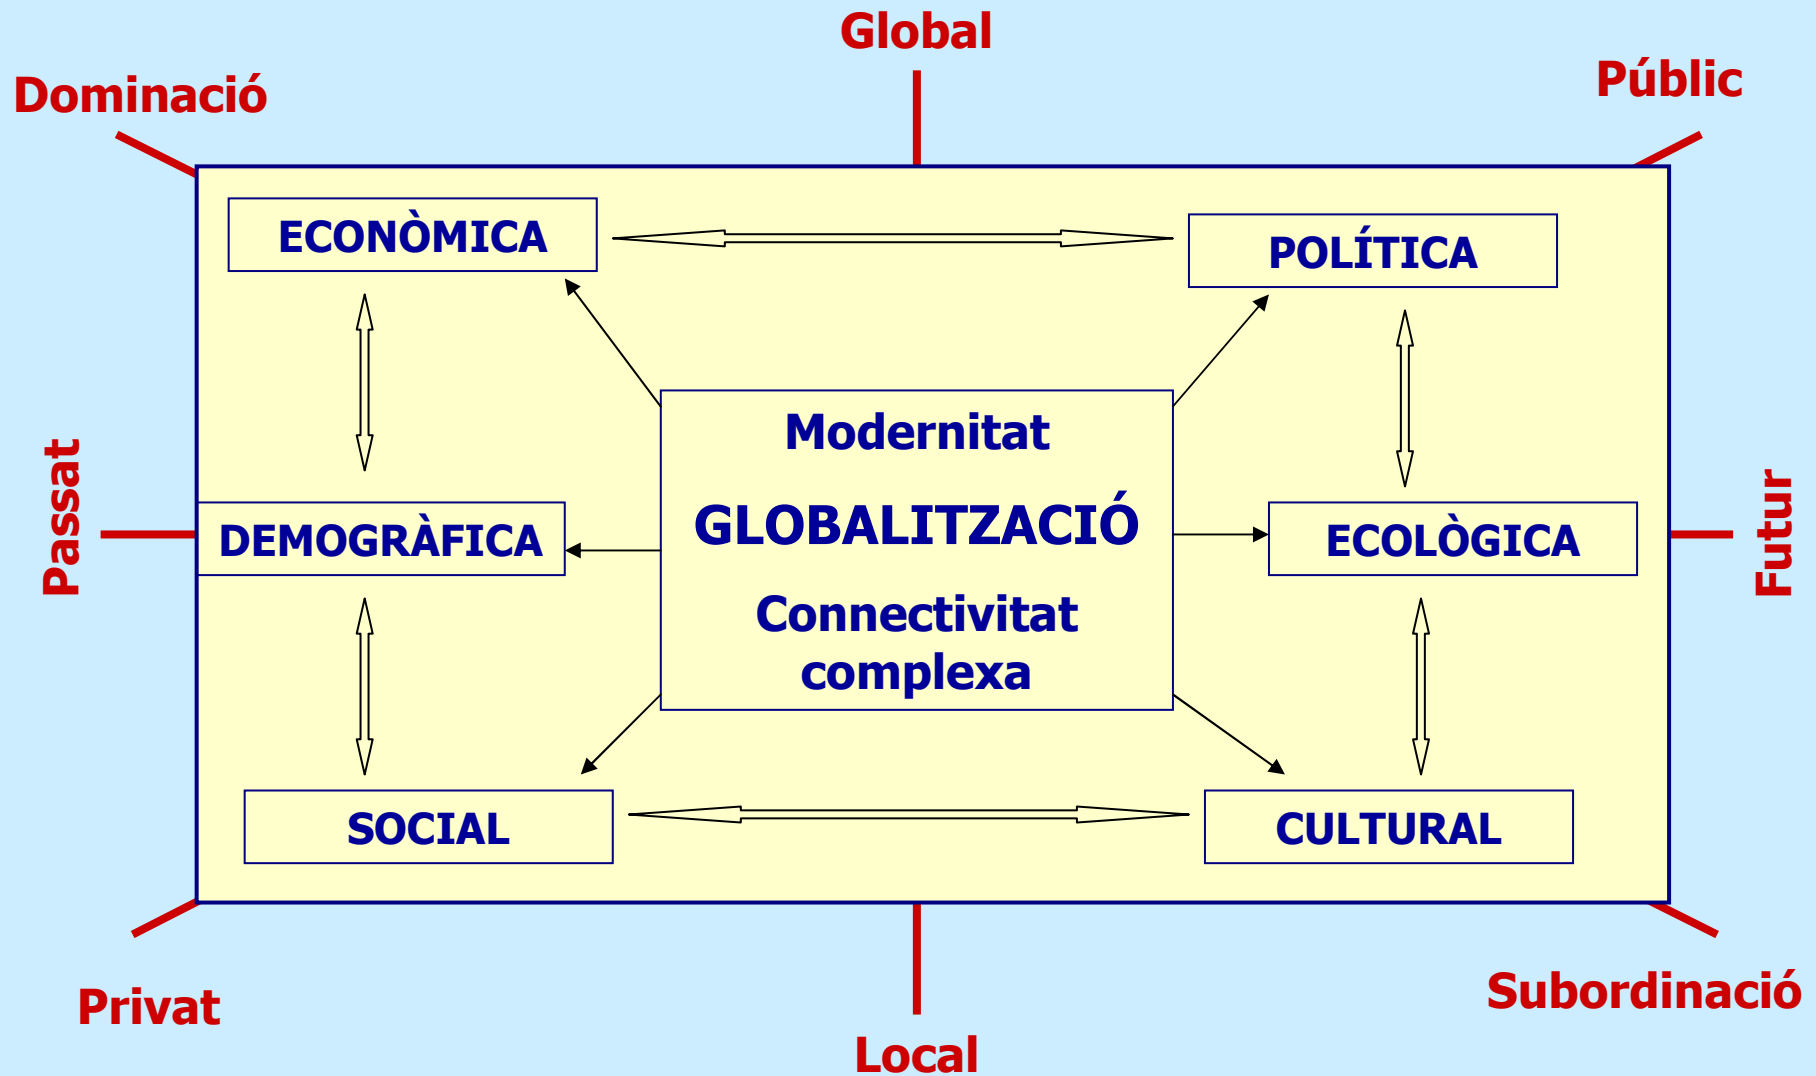 Global
Dominació
Públic
ECONÒMICA
POLÍTICA
Modernitat
Passat
DEMOGRÀFICA
GLOBALITZACIÓ
ECOLÒGICA
Futur
Connectivitat
complexa
SOCIAL
CULTURAL
Privat
Subordinació
Local